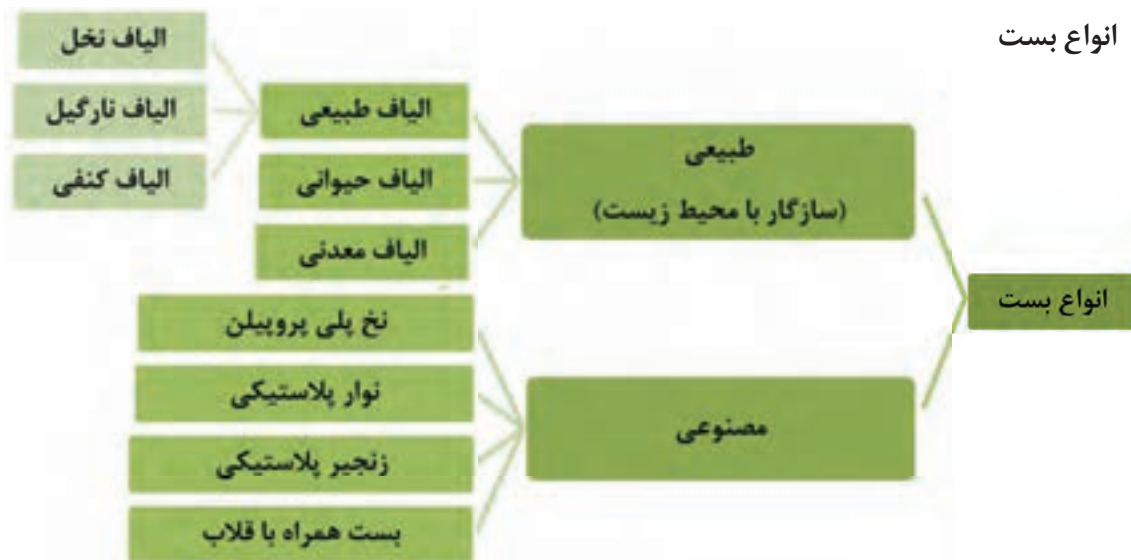 انواع بست
انواع بست
طبیعی
(سازگار با محیط زیست)
الیاف طبیعی
الیاف نخل
الیاف نارگیل
الیاف کنفی
الیاف حیوانی
الیاف معدنی
مصنوعی
نخ پلی پروپیلن
نوار پلاستیکی
زنجیر پلاستیکی
بست همراه با قلاب